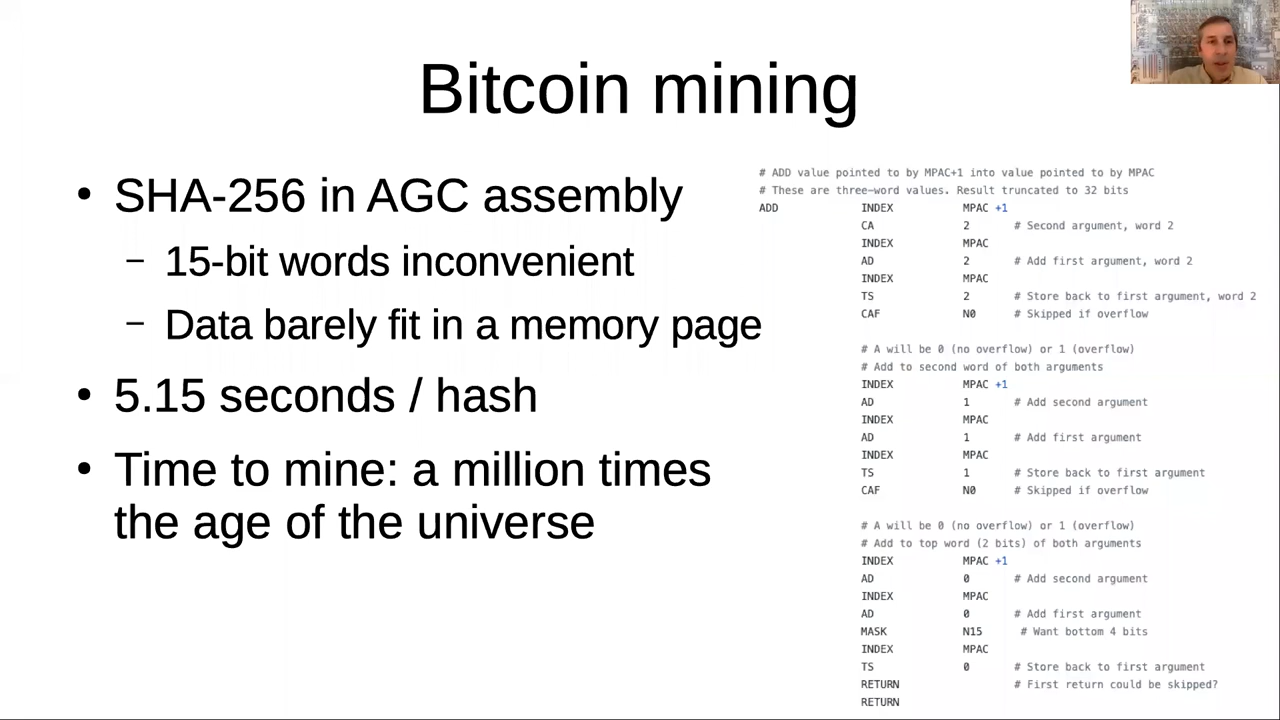 Bitcoin mining
• SHA-256 in AGC assembly
– 15-bit words inconvenient
– Data barely fit in a memory page
• 5.15 seconds / hash
• Time to mine: a million times
the age of the universe
# ADD value pointed to by MPAC+1 into value pointed to by MPAC
# These are three-word values. Result truncated to 32 bits
ADD INDEX MPAC +1
CA 2 # Second argument, word 2
INDEX MPAC
AD 2 # Add first argument, word 2
INDEX MPAC
TS 2 # Store back to first argument, word 2
CAF N0 # Skipped if overflow
# A will be 0 (no overflow) or 1 (overflow)
# Add to second word of both arguments
INDEX MPAC +1
AD 1 # Add second argument
INDEX MPAC
AD 1 # Add first argument
INDEX MPAC
TS 1 # Store back to first argument
CAF N0 # Skipped if overflow
# A will be 0 (no overflow) or 1 (overflow)
# Add to top word (2 bits) of both arguments
INDEX MPAC +1
AD 0 # Add second argument
INDEX MPAC
AD 0 # Add first argument
MASK N15 # Want bottom 4 bits
INDEX MPAC
TS 0 # Store back to first argument
RETURN # First return could be skipped?
RETURN